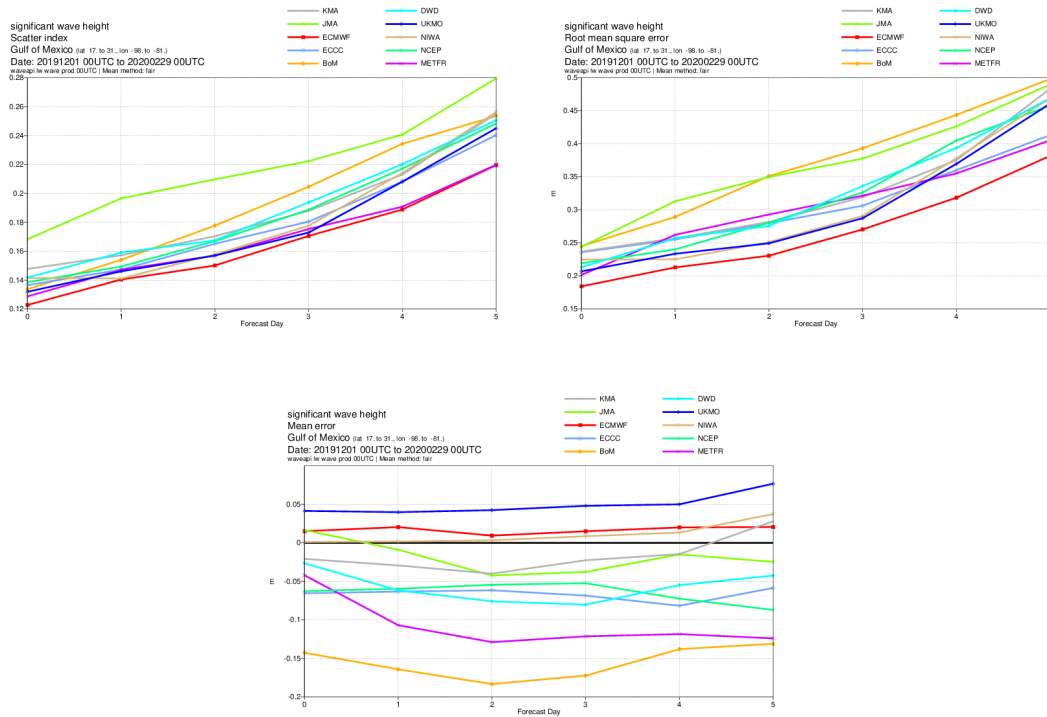 significant wave height
Scatter index
Gulf of Mexico (lat 17. to 31., lon -98. to -81.)
Date: 20191201 00UTC to 20200229 00UTC
waveapi lw wave prod 00UTC | Mean method: fair
KMA
JMA
ECMWF
ECCC
BoM
DWD
UKMO
NIWA
NCEP
METFR
0.28
0.26
0.24
0.22
0.2
0.18
0.16
0.14
0.12
0 1 2 3 4 5
Forecast Day
significant wave height
Root mean square error
Gulf of Mexico (lat 17. to 31., lon -98. to -81.)
Date: 20191201 00UTC to 20200229 00UTC
waveapi lw wave prod 00UTC | Mean method: fair
KMA
JMA
ECMWF
ECCC
BoM
DWD
UKMO
NIWA
NCEP
METFR
0.5
0.45
0.4
0.35
0.3
0.25
0.2
0.15
m
0 1 2 3 4
Forecast Day
significant wave height
Mean error
Gulf of Mexico (lat 17. to 31., lon -98. to -81.)
Date: 20191201 00UTC to 20200229 00UTC
waveapi lw wave prod 00UTC | Mean method: fair
KMA
JMA
ECMWF
ECCC
BoM
DWD
UKMO
NIWA
NCEP
METFR
0.05
0
-0.05
-0.1
-0.15
-0.2
m
0 1 2 3 4 5
Forecast Day